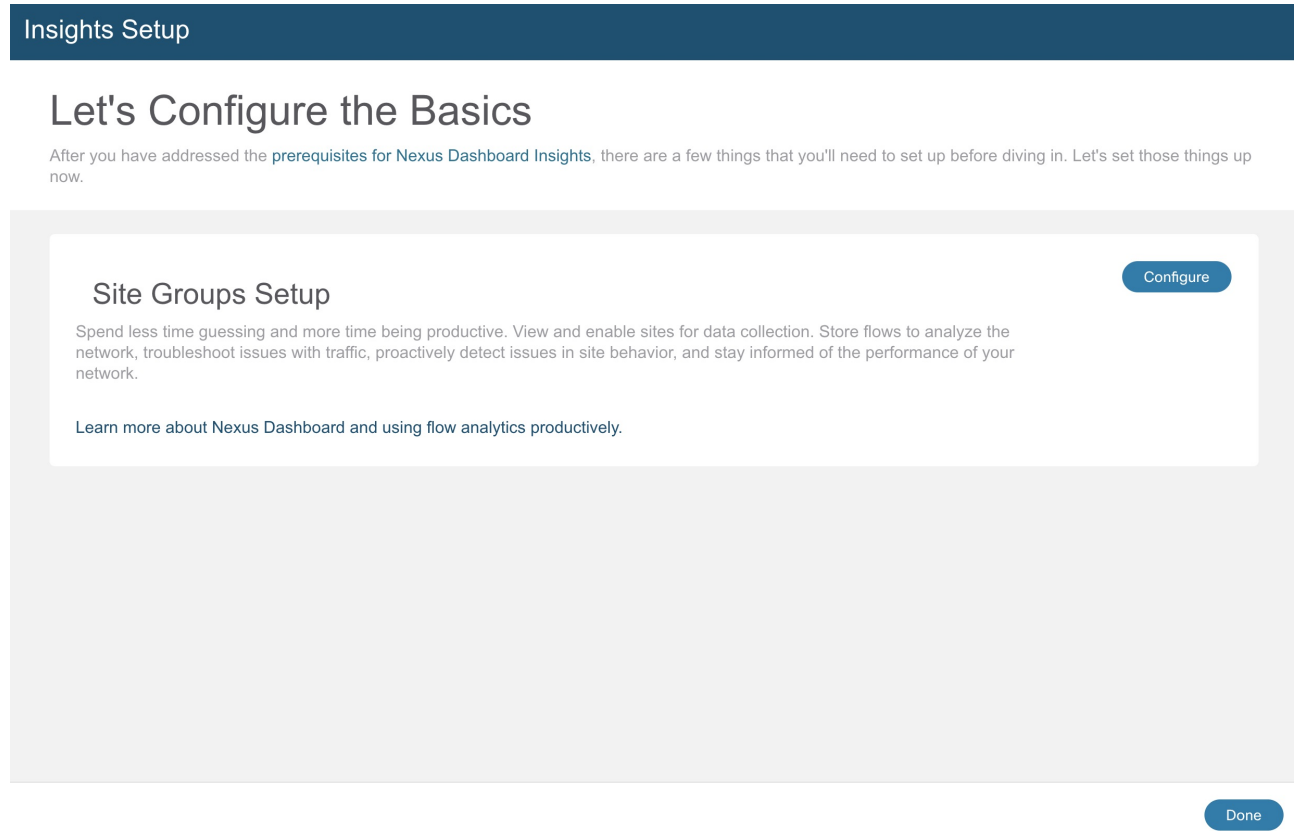 Insights Setup
Let's Configure the Basics
After you have addressed the prerequisites for Nexus Dashboard Insights, there are a few things that you'll need to set up before diving in. Let's set those things up
now.
Configure
Site Groups Setup
Spend less time guessing and more time being productive. View and enable sites for data collection. Store flows to analyze the
network, troubleshoot issues with traffic, proactively detect issues in site behavior, and stay informed of the performance of your
network.
Learn more about Nexus Dashboard and using flow analytics productively.
Done